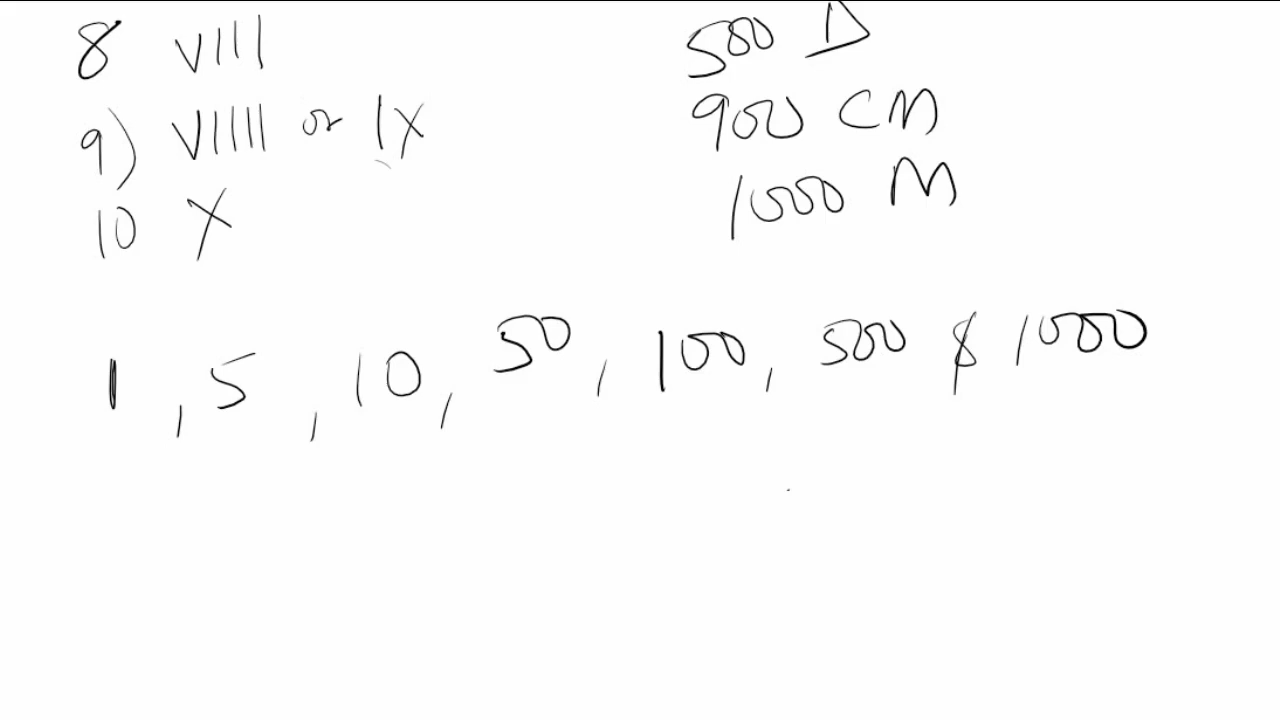 8 VIII
9) VIIII or IX
10 X
500 D
900 CM
1000 M
1, 5, 10, 50, 100, 500 & 1000